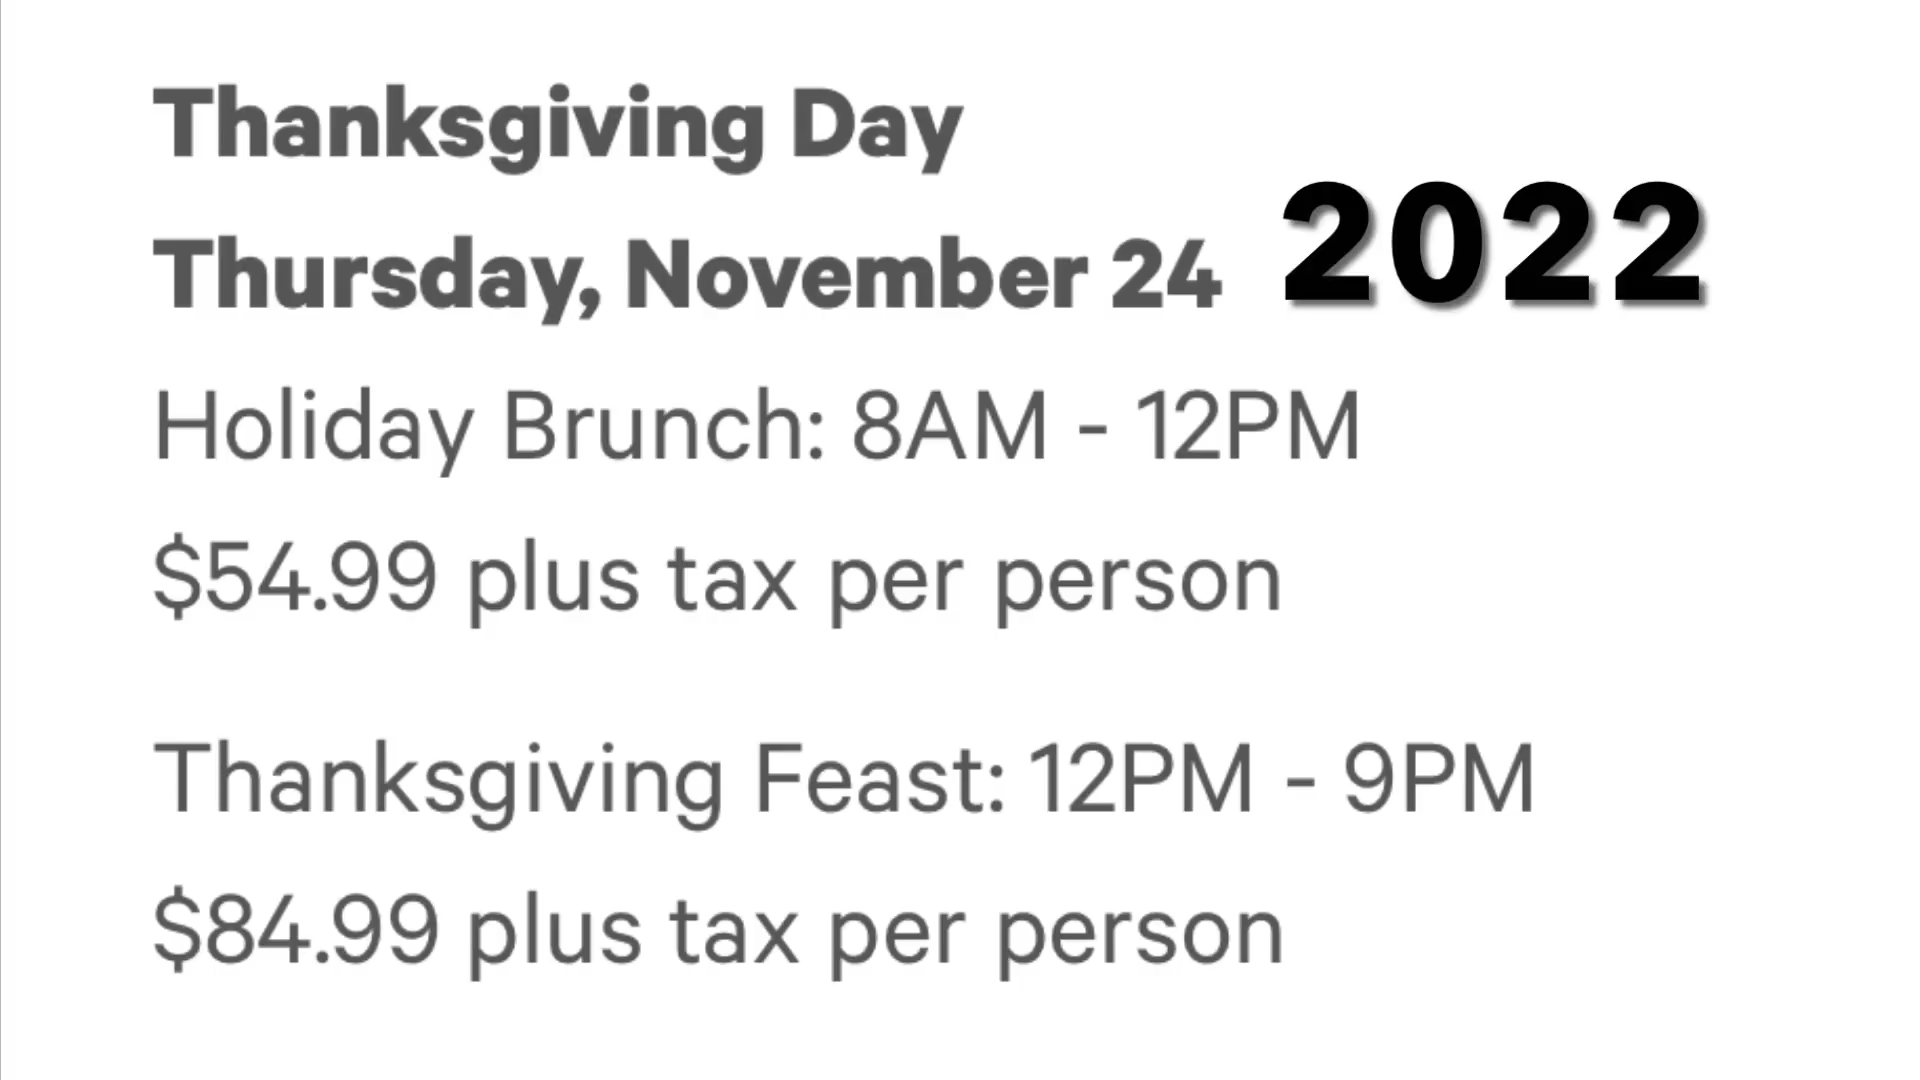 Thanksgiving Day
Thursday, November 24 2022
Holiday Brunch: 8AM - 12PM
$54.99 plus tax per person
Thanksgiving Feast: 12PM - 9PM
$84.99 plus tax per person